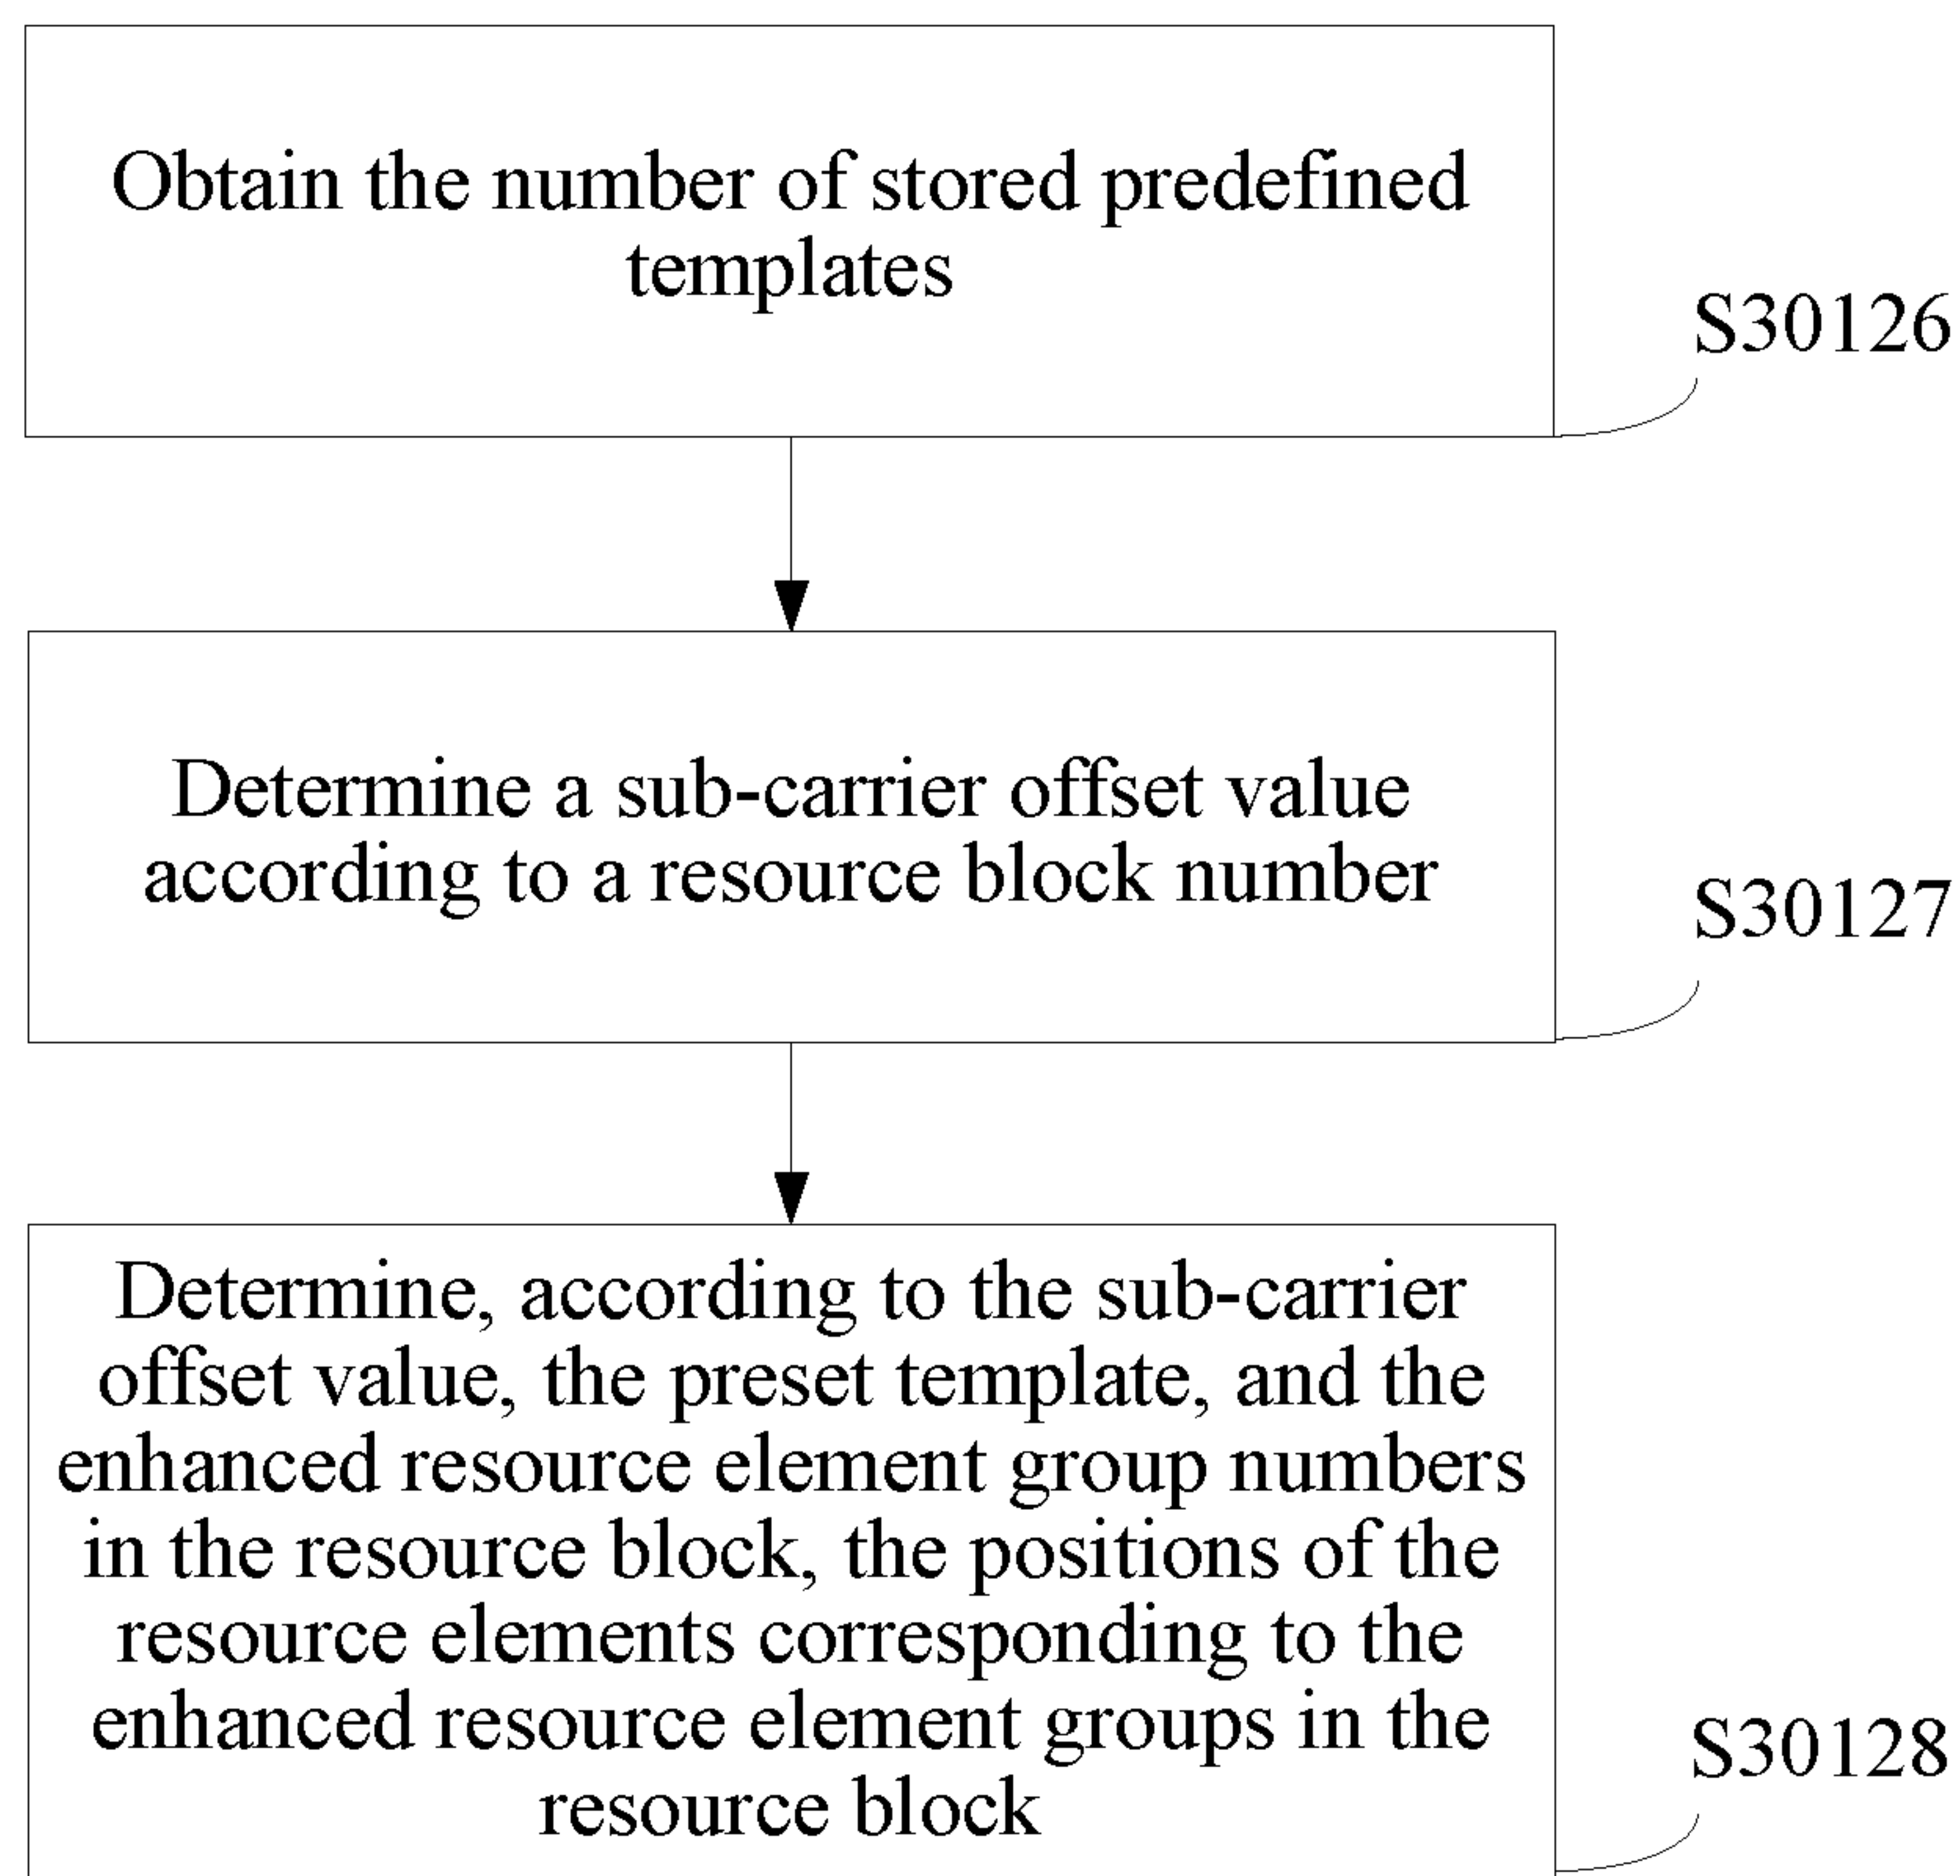 Obtain the number of stored predefined
templates
S30126
Determine a sub-carrier offset value
according to a resource block number
S30127
Determine, according to the sub-carrier
offset value, the preset template, and the
enhanced resource element group numbers
in the resource block, the positions of the
resource elements corresponding to the
enhanced resource element groups in the
resource block
S30128